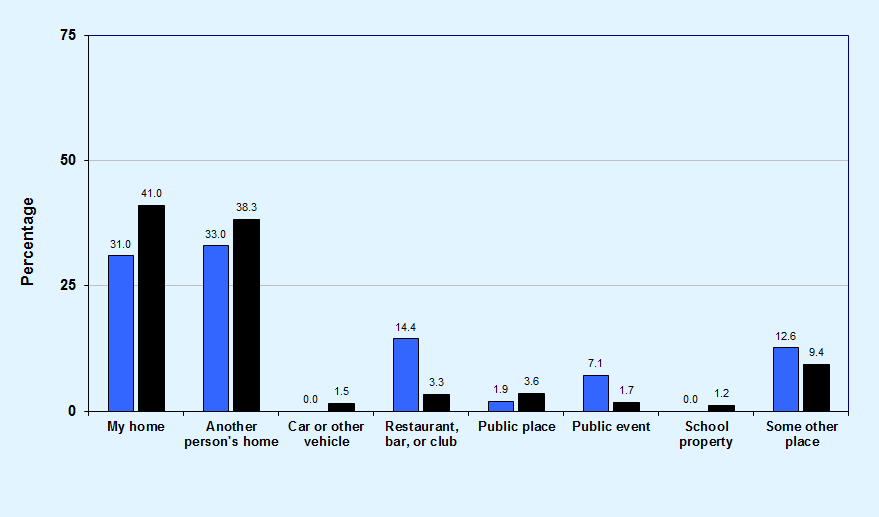 75
50
25
0
Percentage
31.0
41.0
33.0
38.3
0.0
1.5
14.4
3.3
1.9
3.6
7.1
1.7
0.0
1.2
12.6
9.4
My home
Another
person's home
Car or other
vehicle
Restaurant,
bar, or club
Public place
Public event
School
property
Some other
place